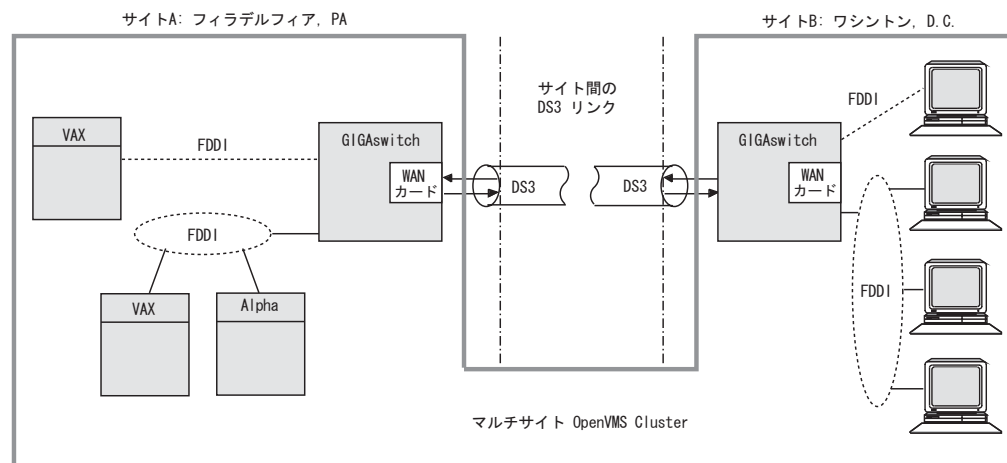 サイトA: フィラデルフィア, PA
サイトB: ワシントン, D.C.
サイト間の
DS3 リンク
VAX
FDDI
GIGAswitch
WAN
カード
DS3
DS3
GIGAswitch
WAN
カード
FDDI
FDDI
VAX
Alpha
FDDI
マルチサイト OpenVMS Cluster